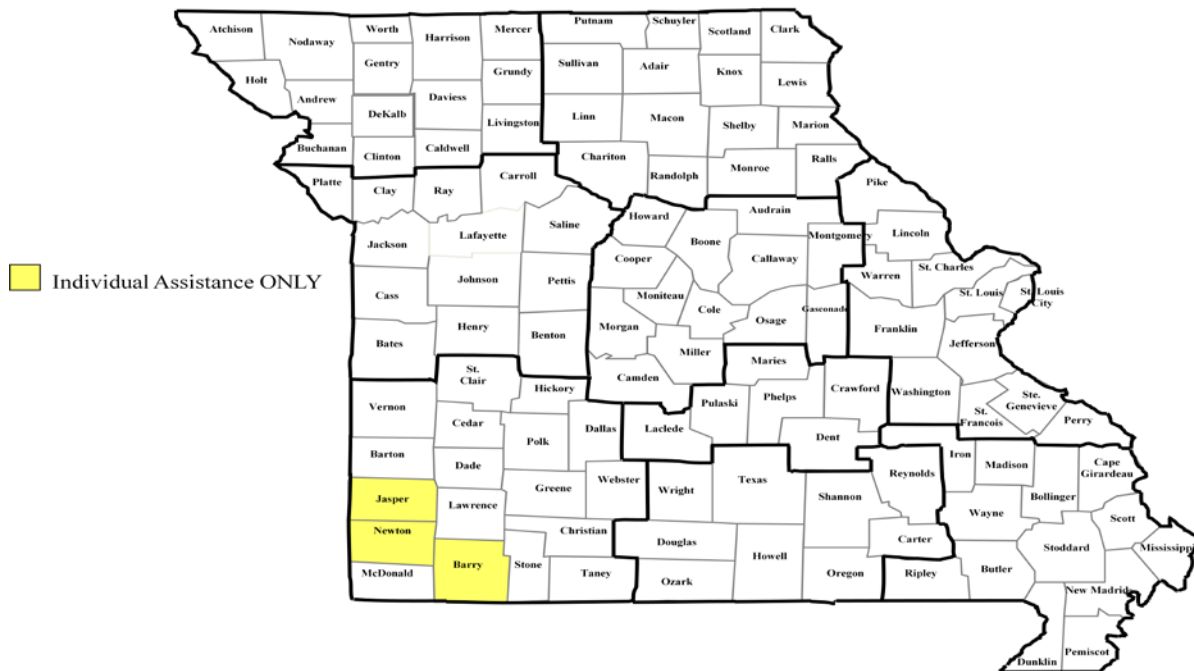 Atchison
Nodaway
Worth
Harrison
Mercer
Putnam
Schuyler
Scotland
Clark
Holt
Gentry
Grundy
Sullivan
Adair
Knox
Lewis
Andrew
DeKalb
Daviess
Livingston
Linn
Macon
Shelby
Marion
Buchanan
Clinton
Caldwell
Chariton
Randolph
Monroe
Ralls
Platte
Clay
Ray
Carroll
Pike
Saline
Howard
Audrain
Jackson
Lafayette
Boone
Montgomery
Lincoln
Individual Assistance ONLY
Cass
Johnson
Pettis
Cooper
Moniteau
Callaway
Warren
St. Charles
St. Louis
St. Louis
City
Bates
Henry
Benton
Morgan
Cole
Osage
Gasconade
Franklin
Jefferson
Miller
Maries
St.
Clair
Hickory
Camden
Pulaski
Phelps
Crawford
Washington
Ste.
Genevieve
St.
Francois
Perry
Vernon
Cedar
Polk
Dallas
Laclede
Dent
Barton
Dade
Iron
Madison
Cape
Girardeau
Jasper
Lawrence
Greene
Webster
Wright
Texas
Shannon
Reynolds
Bollinger
Newton
Christian
Douglas
Howell
Carter
Wayne
Scott
Stoddard
Mississippi
McDonald
Barry
Stone
Taney
Ozark
Oregon
Ripley
Butler
New Madrid
Dunklin
Pemiscot